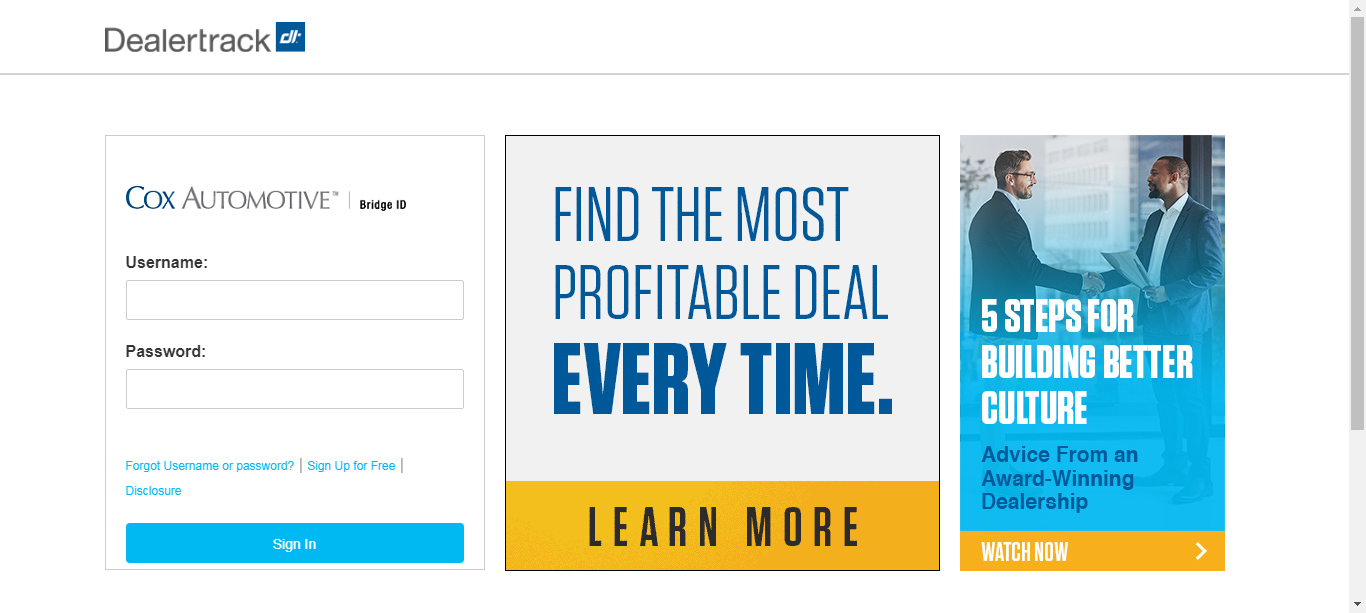 Dealertrack dt
COX AUTOMOTIVE™ | Bridge ID
Username:
Password:
Forgot Username or password? | Sign Up for Free |
Disclosure
Sign In
FIND THE MOST
PROFITABLE DEAL
EVERY TIME.
LEARN MORE
5 STEPS FOR
BUILDING BETTER
CULTURE
Advice From an
Award-Winning
Dealership
WATCH NOW